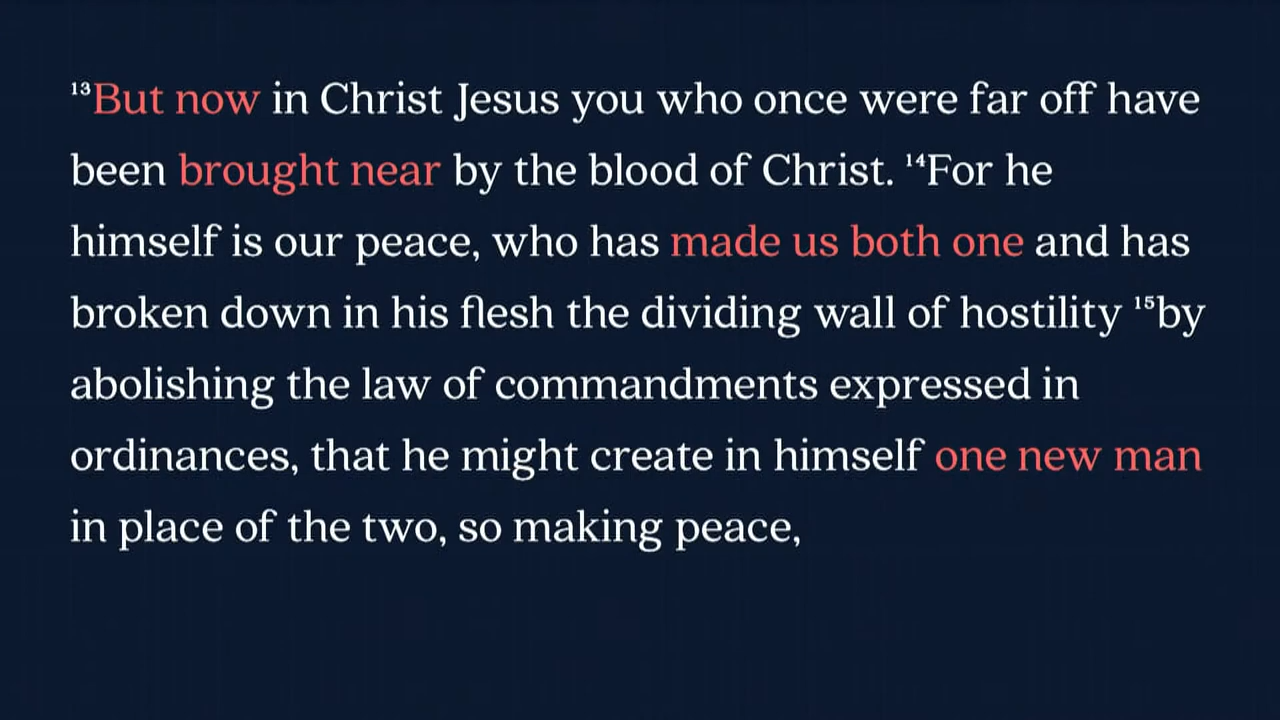 ¹³But now in Christ Jesus you who once were far off have
been brought near by the blood of Christ. ¹⁴For he
himself is our peace, who has made us both one and has
broken down in his flesh the dividing wall of hostility ¹⁵by
abolishing the law of commandments expressed in
ordinances, that he might create in himself one new man
in place of the two, so making peace,